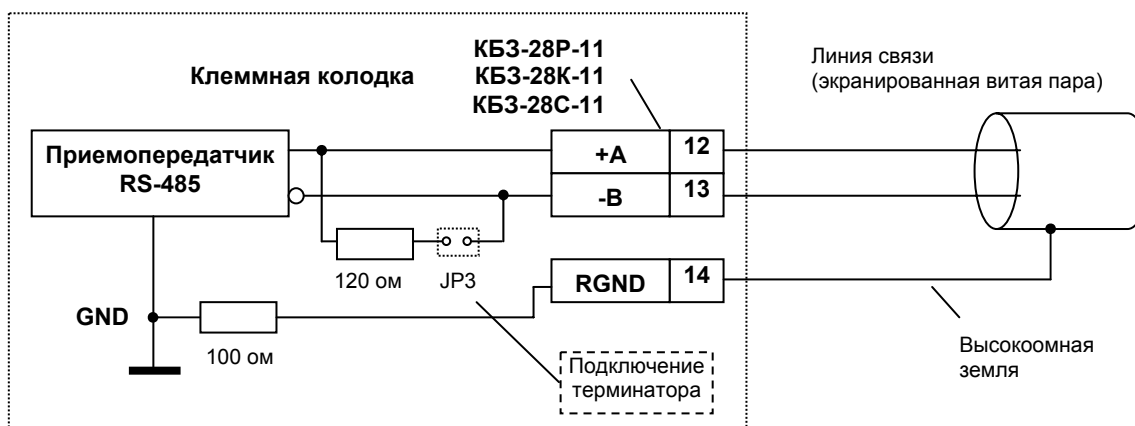 КБЗ-28Р-11
Клеммная колодка
КБЗ-28К-11
КБЗ-28С-11
Линия связи
(экранированная витая пара)
Приемопередатчик
RS-485
+А
12
-В
13
120 ом
JP3
RGND
14
GND
100 ом
Подключение
терминатора
Высокоомная
земля